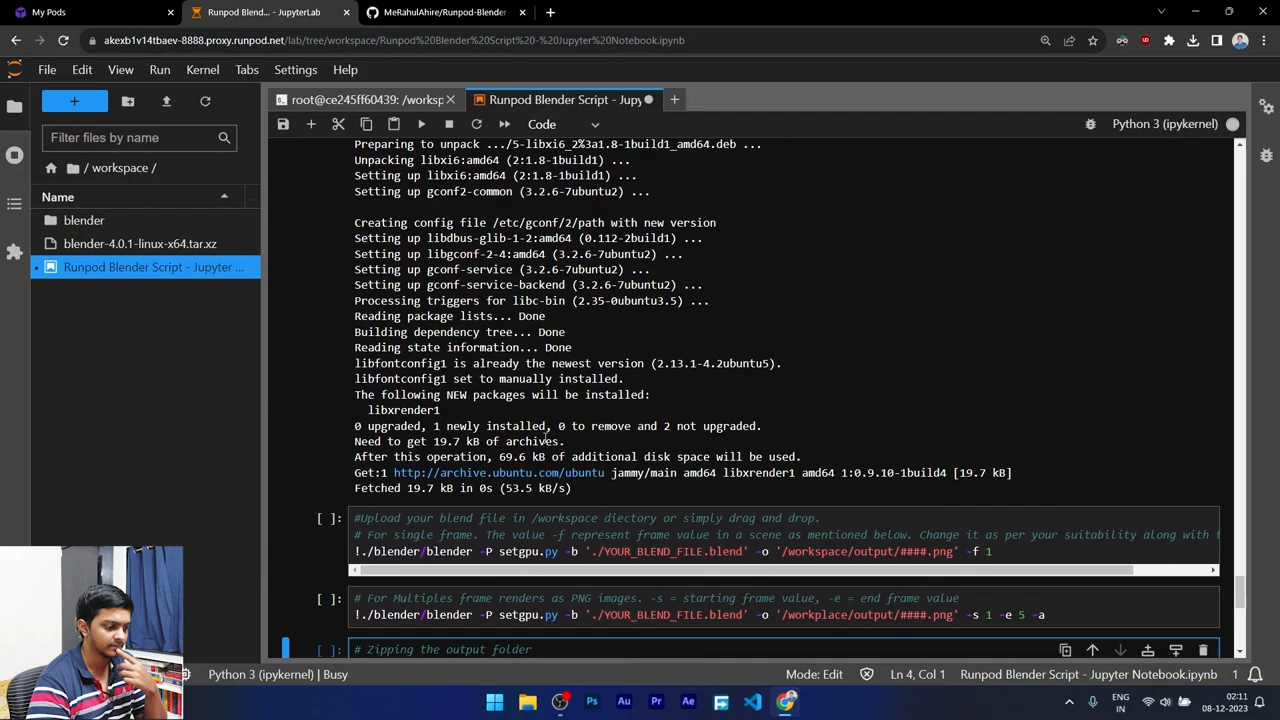 My Pods
Runpod Blend... - JupyterLab
MeRahulAhire/Runpod-Blender
akexb1v14tbaev-8888.proxy.runpod.net/lab/tree/workspace/Runpod%20Blender%20Script%20-%20Jupyter%20Notebook.ipynb
File Edit View Run Kernel Tabs Settings Help
root@ce245ff60439: /worksp
Runpod Blender Script - Jupy
Code
Python 3 (ipykernel)
Filter files by name
/ workspace /
Name
blender
blender-4.0.1-linux-x64.tar.xz
Runpod Blender Script - Jupyter ...
Preparing to unpack .../5-libxi6_2%3a1.8-1build1_amd64.deb ...
Unpacking libxi6:amd64 (2:1.8-1build1) ...
Setting up libxi6:amd64 (2:1.8-1build1) ...
Setting up gconf2-common (3.2.6-7ubuntu2) ...
Creating config file /etc/gconf/2/path with new version
Setting up libdbus-glib-1-2:amd64 (0.112-2build1) ...
Setting up libgconf-2-4:amd64 (3.2.6-7ubuntu2) ...
Setting up gconf-service (3.2.6-7ubuntu2) ...
Setting up gconf-service-backend (3.2.6-7ubuntu2) ...
Processing triggers for libc-bin (2.35-0ubuntu3.5) ...
Reading package lists... Done
Building dependency tree... Done
Reading state information... Done
libfontconfig1 is already the newest version (2.13.1-4.2ubuntu5).
libfontconfig1 set to manually installed.
The following NEW packages will be installed:
libxrender1
0 upgraded, 1 newly installed, 0 to remove and 2 not upgraded.
Need to get 19.7 kB of archives.
After this operation, 69.6 kB of additional disk space will be used.
Get:1 http://archive.ubuntu.com/ubuntu jammy/main amd64 libxrender1 amd64 1:0.9.10-1build4 [19.7 kB]
Fetched 19.7 kB in 0s (53.5 kB/s)
[ ]: #Upload your blend file in /workspace diectory or simply drag and drop.
# For single frame. The value -f represent frame value in a scene as mentioned below. Change it as per your suitability along with t
!./blender/blender -P setgpu.py -b './YOUR_BLEND_FILE.blend' -o '/workspace/output/####.png' -f 1
[ ]: # For Multiples frame renders as PNG images. -s = starting frame value, -e = end frame value
!./blender/blender -P setgpu.py -b './YOUR_BLEND_FILE.blend' -o '/workplace/output/####.png' -s 1 -e 5 -a
[ ]: # Zipping the output folder
Python 3 (ipykernel) | Busy
Mode: Edit
Ln 4, Col 1
Runpod Blender Script - Jupyter Notebook.ipynb
1
Ps Au Pr Ae
ENG
IN
02:11
08-12-2023